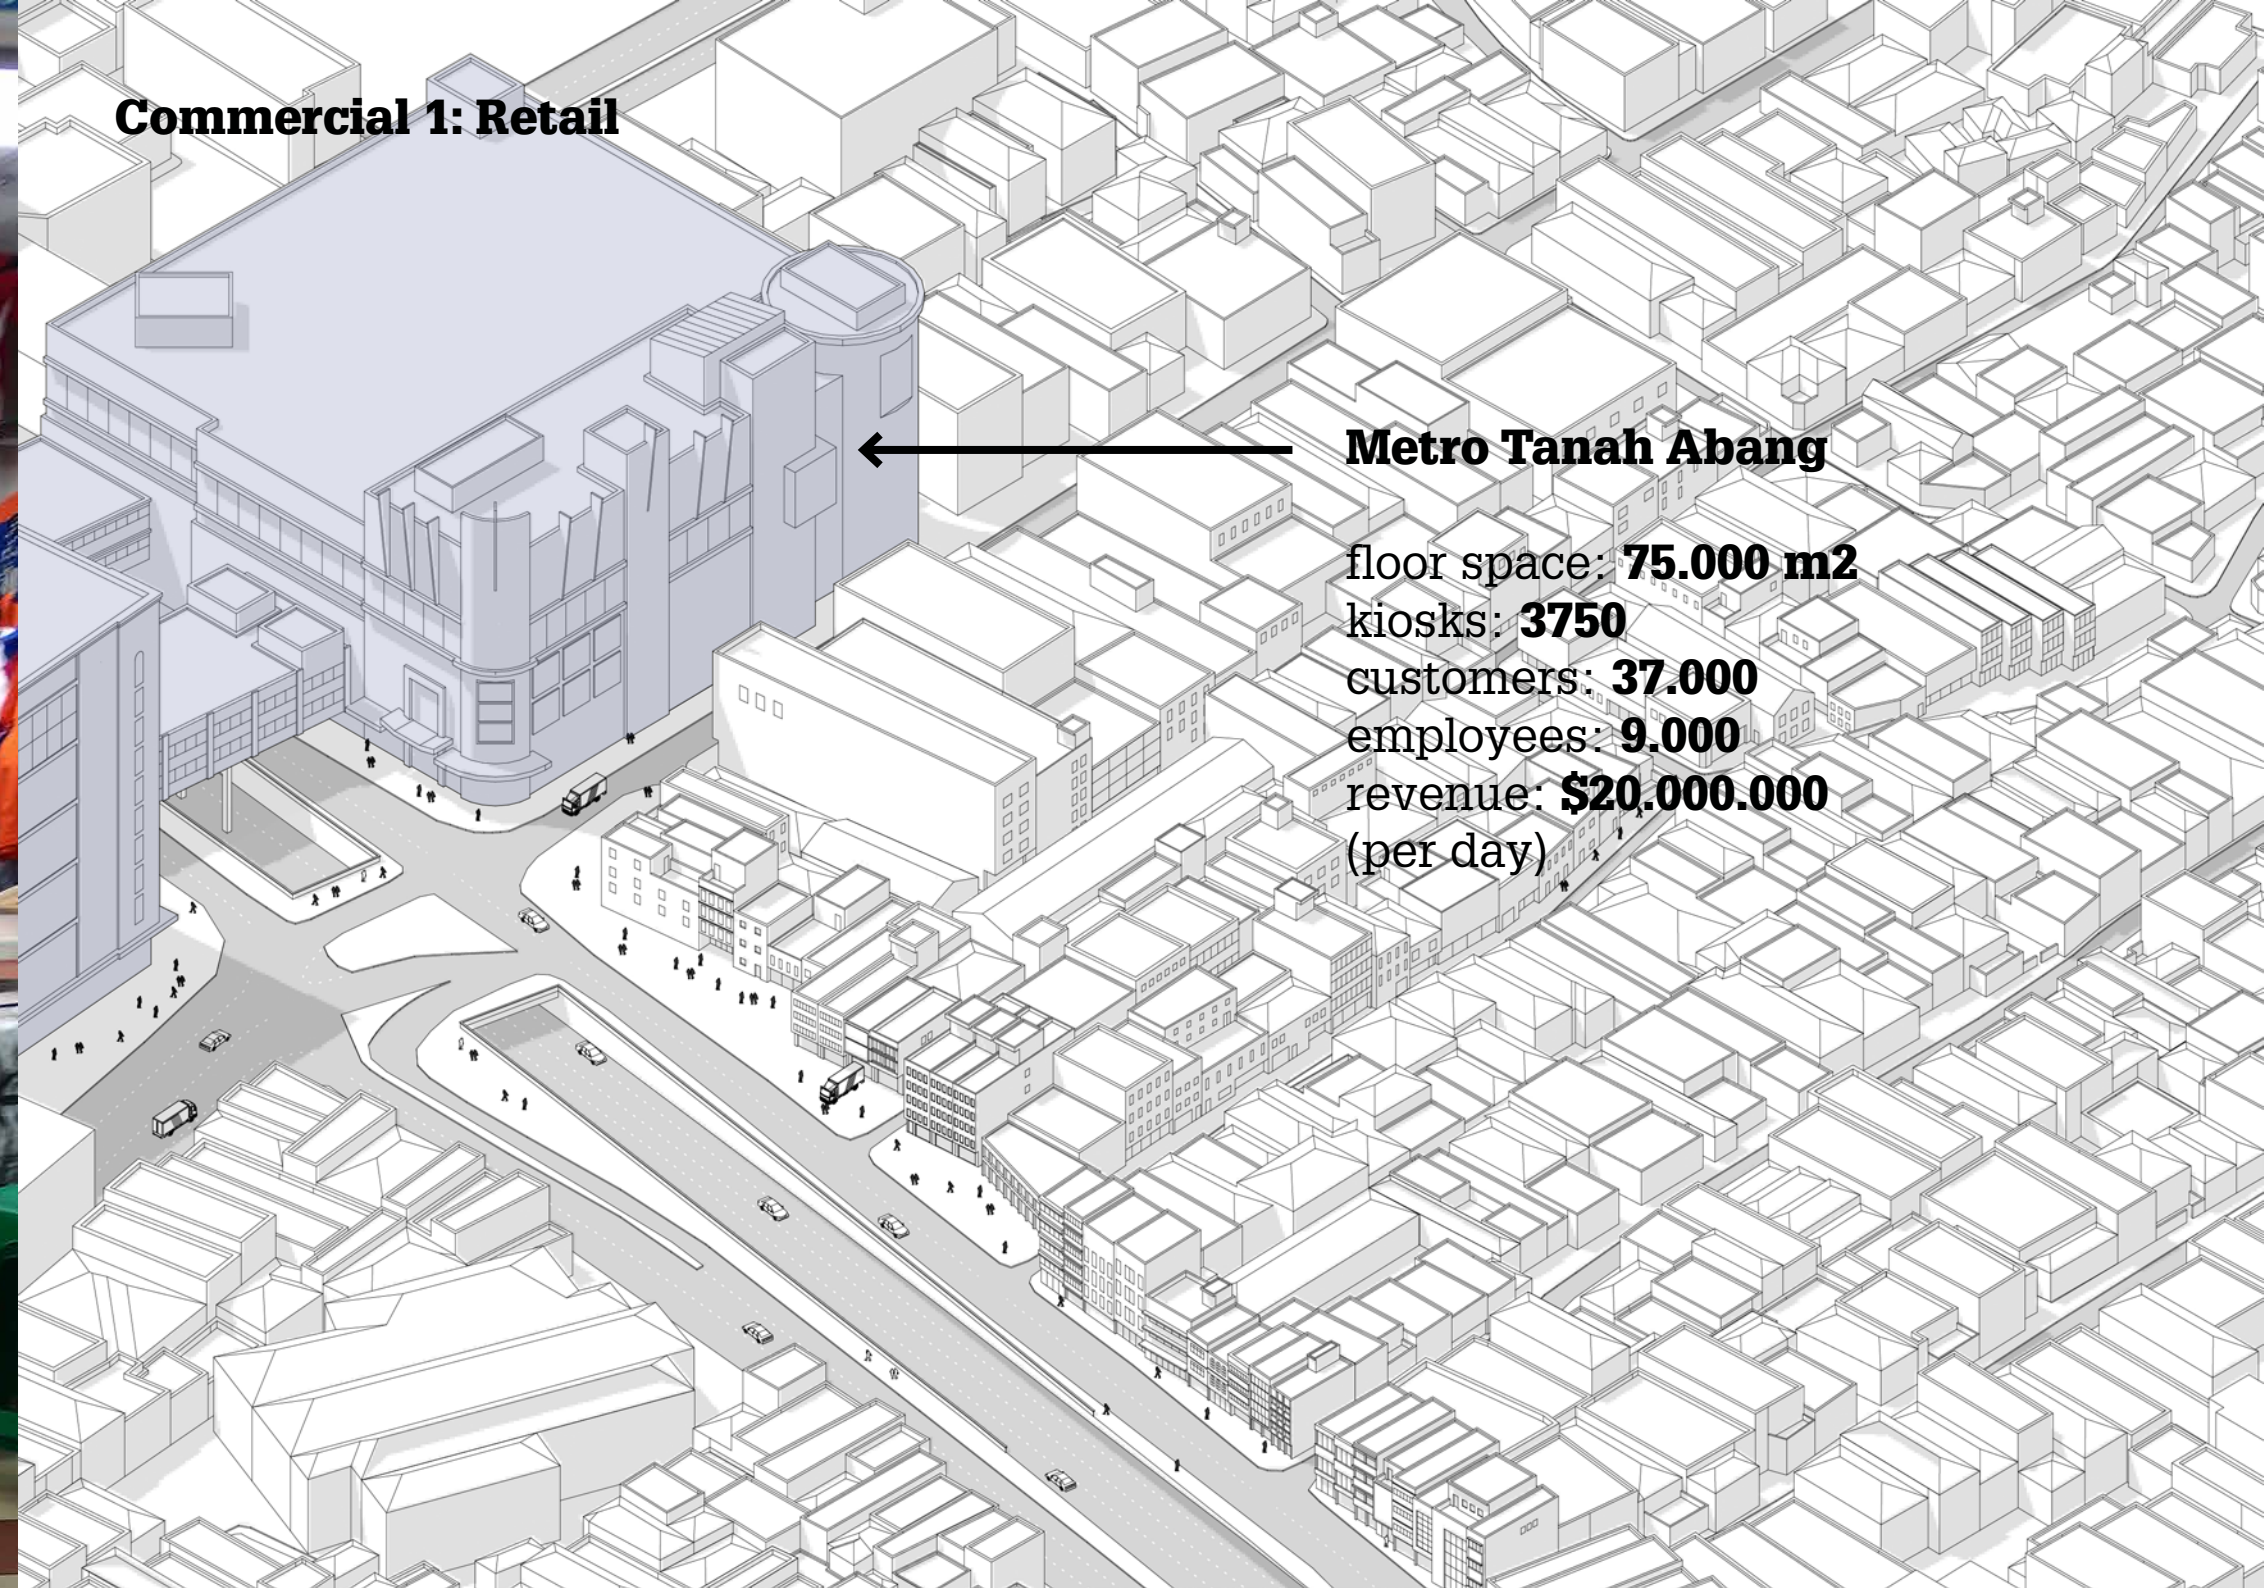 Commercial 1: Retail
Metro Tanah Abang
floor space: 75.000 m2
kiosks: 3750
customers: 37.000
employees: 9.000
revenue: $20.000.000
(per day)